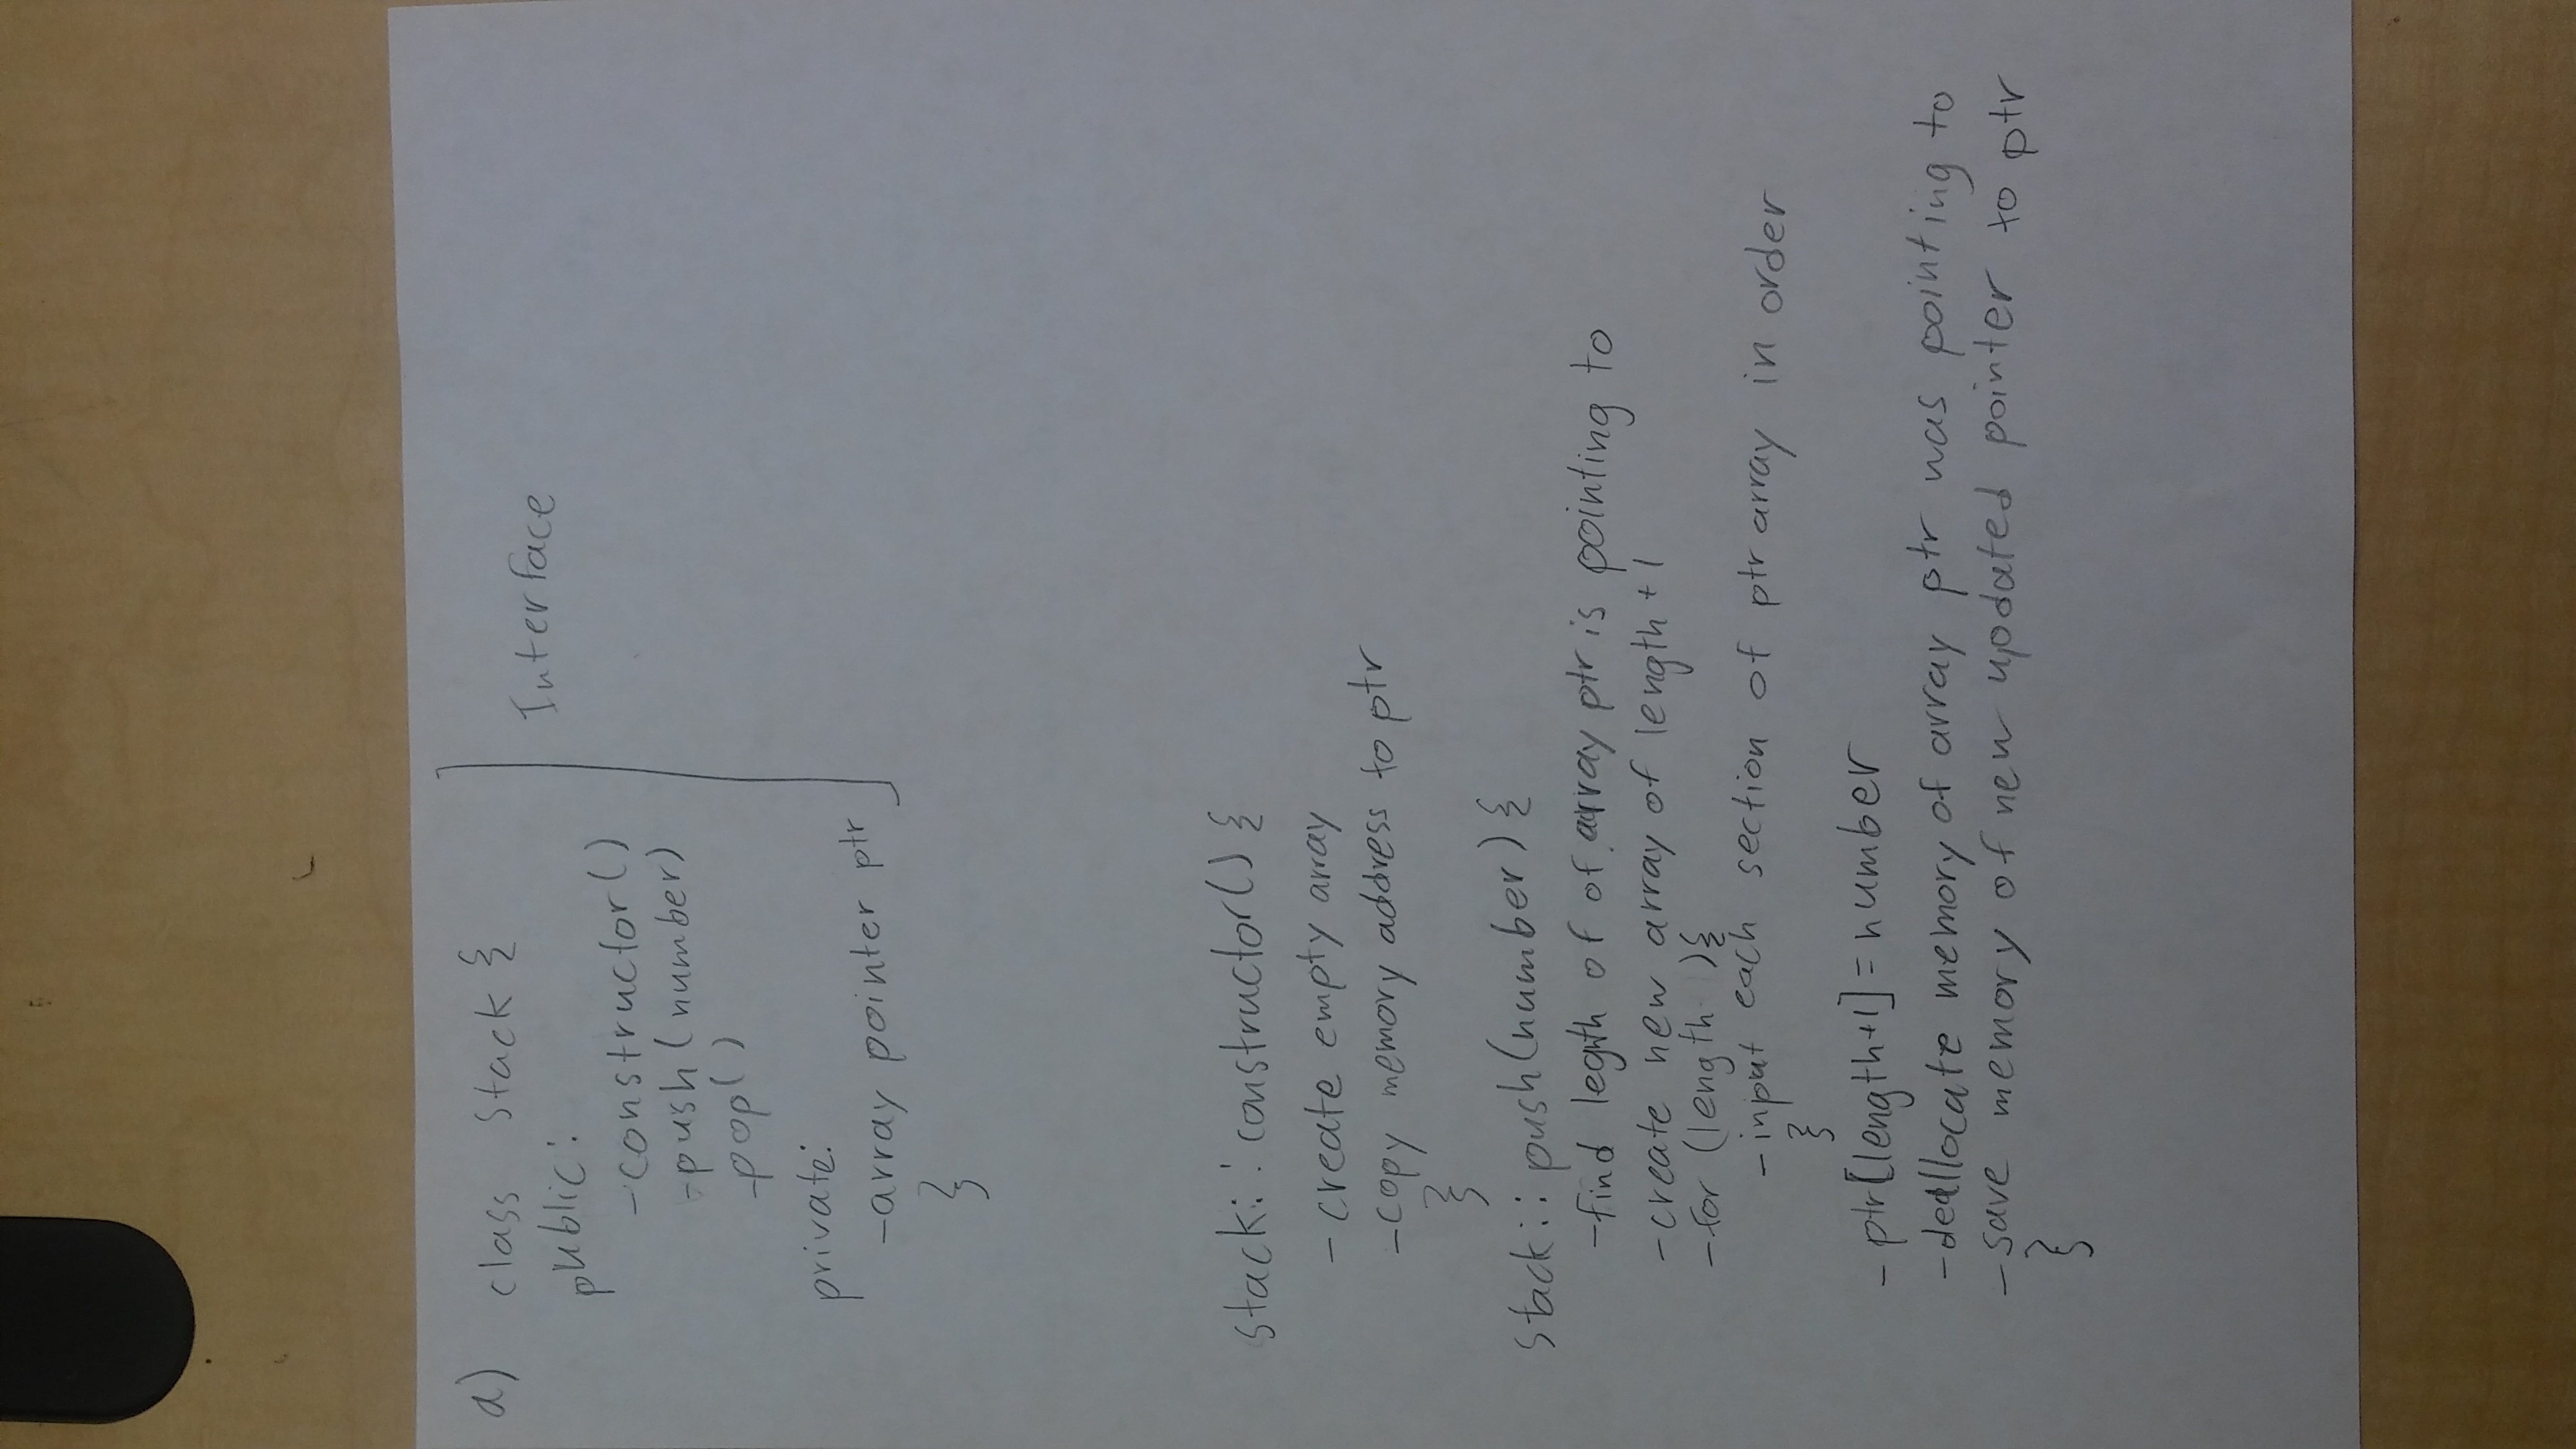 a) class Stack {
public:
-constructor()
-push(number)
-pop()
private:
-array pointer ptr
}
Interface
Stack::constructor() {
- create empty array
-copy memory address to ptr
}
Stack::push(number) {
-find legnth of of array ptr is pointing to
-create new array of length+1
-for (length ){
-input each section of ptr array in order
}
- ptr[length+1] = number
-deallocate memory of array ptr was pointing to
-save memory of new updated pointer to ptr
}